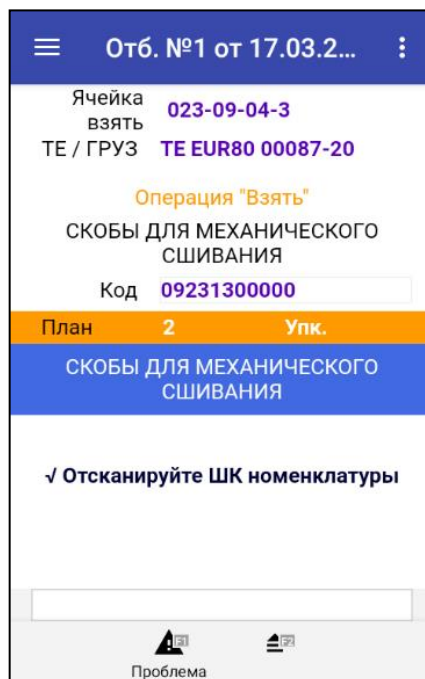 Отб. №1 от 17.03.2...
Ячейка взять 023-09-04-3
ТЕ / ГРУЗ ТЕ EUR80 00087-20
Операция "Взять"
СКОБЫ ДЛЯ МЕХАНИЧЕСКОГО
СШИВАНИЯ
Код 09231300000
План 2 Упк.
СКОБЫ ДЛЯ МЕХАНИЧЕСКОГО
СШИВАНИЯ
√ Отсканируйте ШК номенклатуры
F1 F2
Проблема